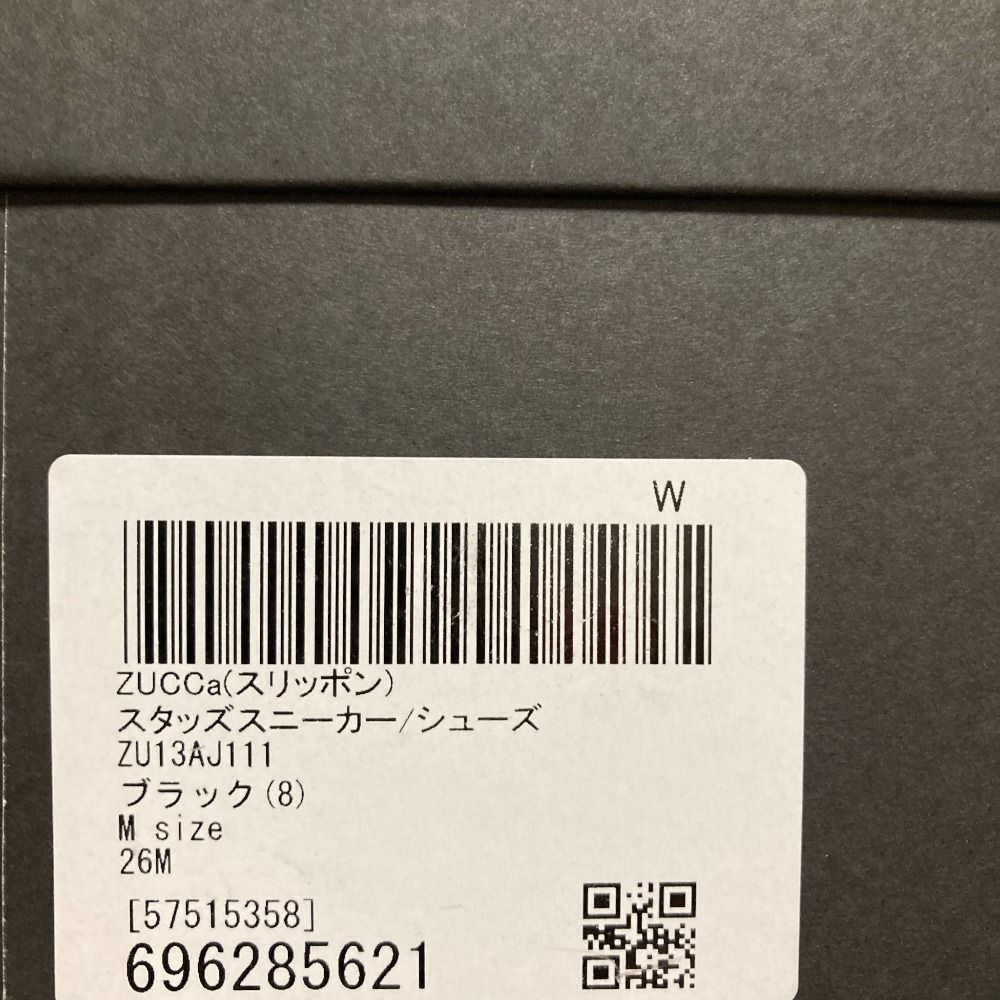 W
ZUCCa(スリッポン)
スタッズスニーカー/シューズ
ZU13AJ111
ブラック(8)
M size
26M
[57515358]
696285621